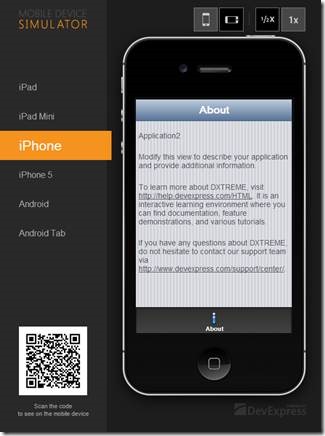 MOBILE DEVICE
SIMULATOR
½X
1x
iPad
iPad Mini
iPhone
iPhone 5
Android
Android Tab
Scan the code
to see on the mobile device
About
Application2
Modify this view to describe your application
and provide additional information.
To learn more about DXTREME, visit
http://help.devexpress.com/HTML. It is an
interactive learning environment where you
can find documentation, feature
demonstrations, and various tutorials.
If you have any questions about DXTREME,
do not hesitate to contact our support team
via
http://www.devexpress.com/support/center/.
About
DevExpress